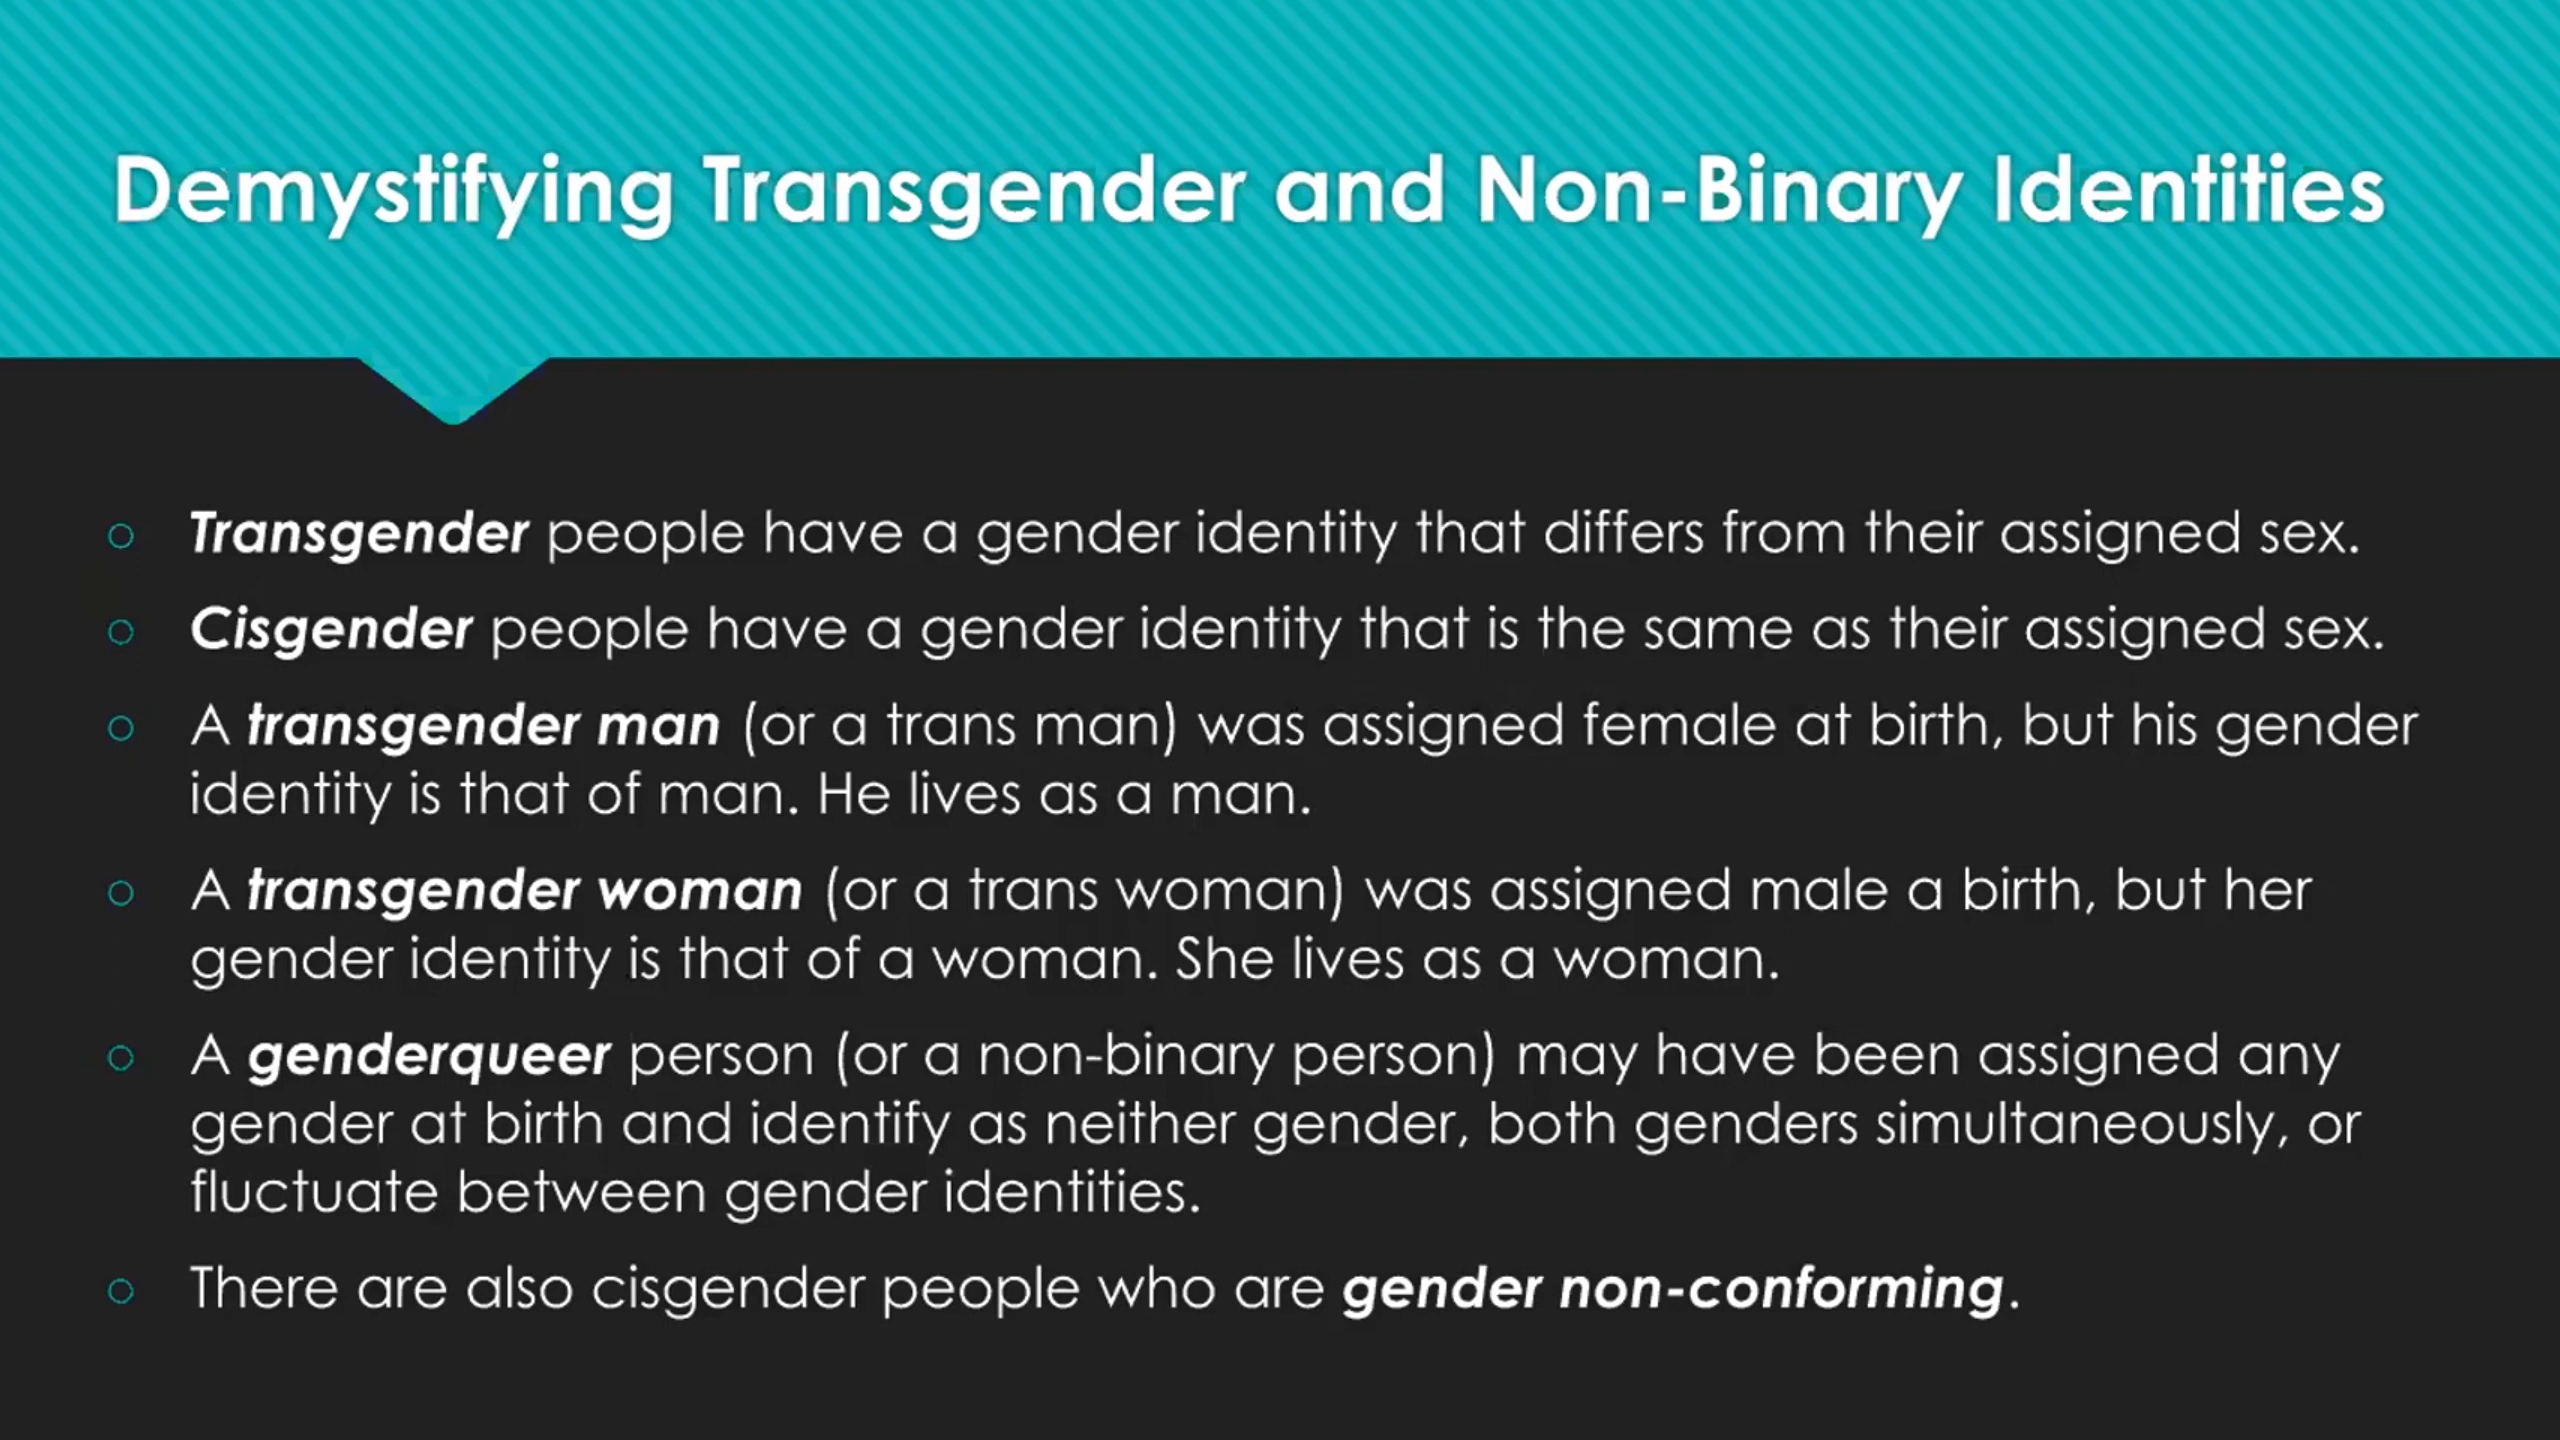 Demystifying Transgender and Non-Binary Identities
Transgender people have a gender identity that differs from their assigned sex.
Cisgender people have a gender identity that is the same as their assigned sex.
A transgender man (or a trans man) was assigned female at birth, but his gender
identity is that of man. He lives as a man.
A transgender woman (or a trans woman) was assigned male a birth, but her
gender identity is that of a woman. She lives as a woman.
A genderqueer person (or a non-binary person) may have been assigned any
gender at birth and identify as neither gender, both genders simultaneously, or
fluctuate between gender identities.
There are also cisgender people who are gender non-conforming.